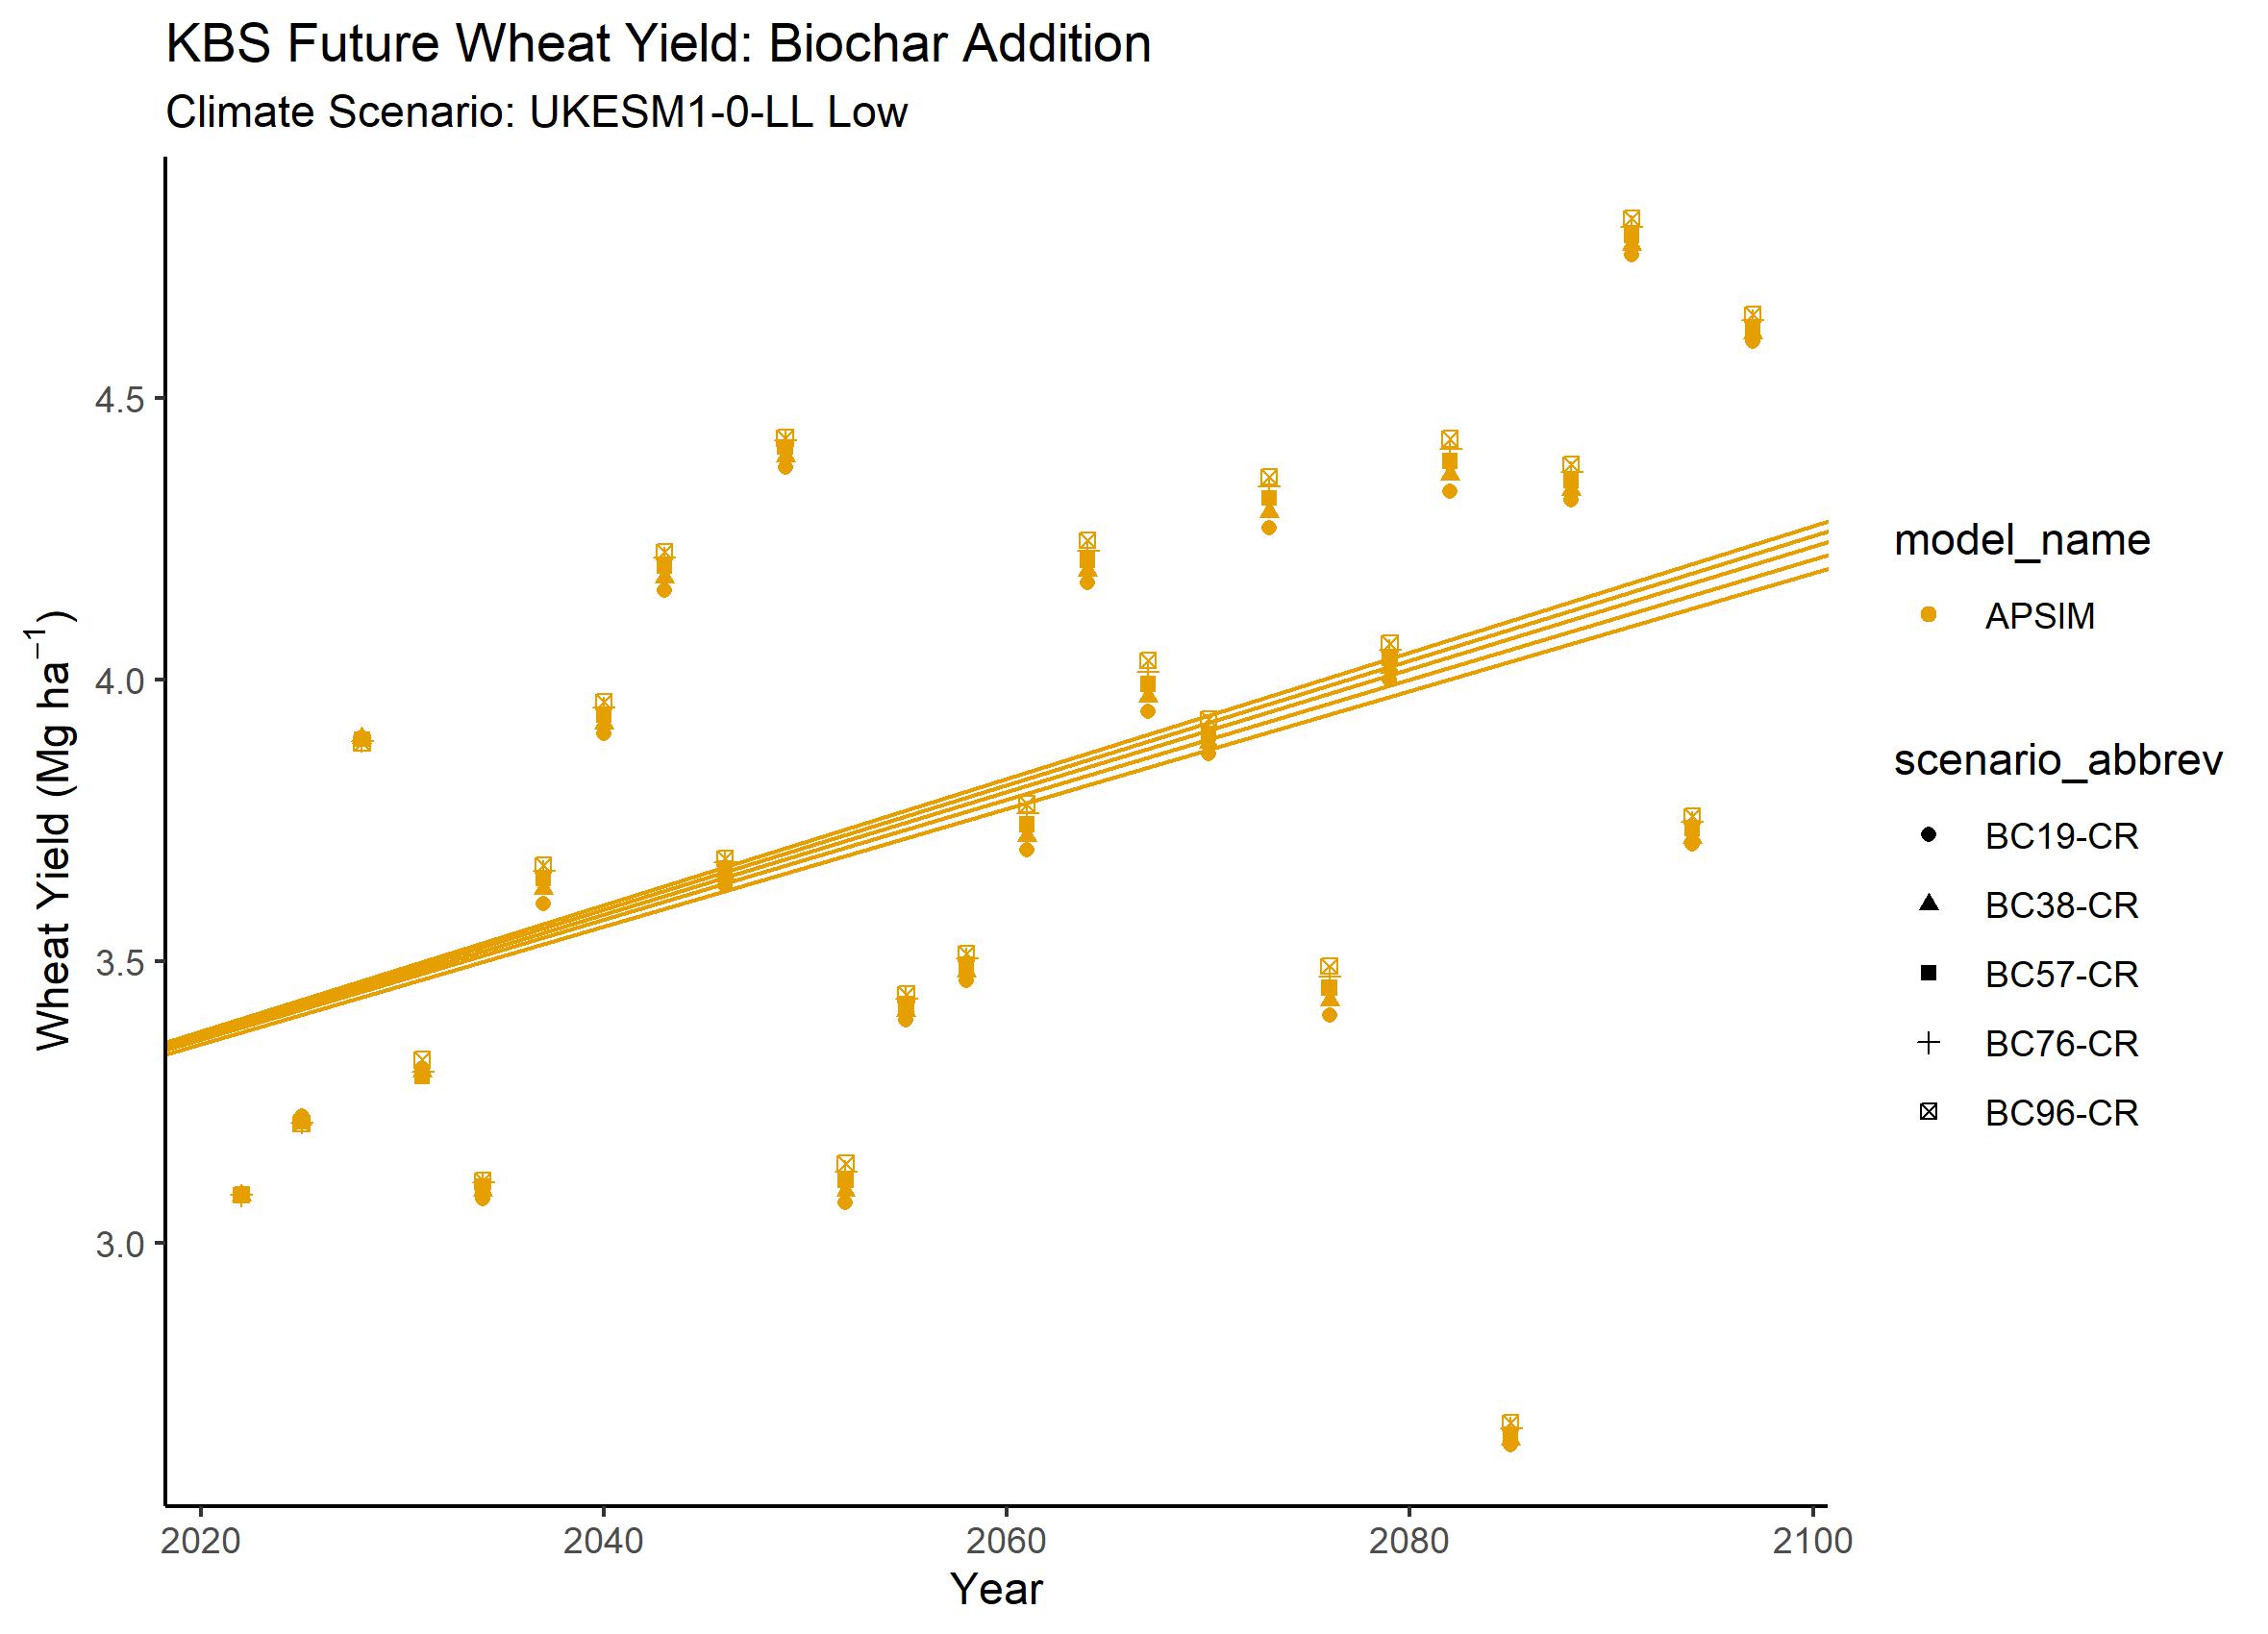 KBS Future Wheat Yield: Biochar Addition
Climate Scenario: UKESM1-0-LL Low
Wheat Yield (Mg ha⁻¹)
4.5
4.0
3.5
3.0
2020
2040
2060
2080
2100
Year
model_name
APSIM
scenario_abbrev
BC19-CR
BC38-CR
BC57-CR
BC76-CR
BC96-CR